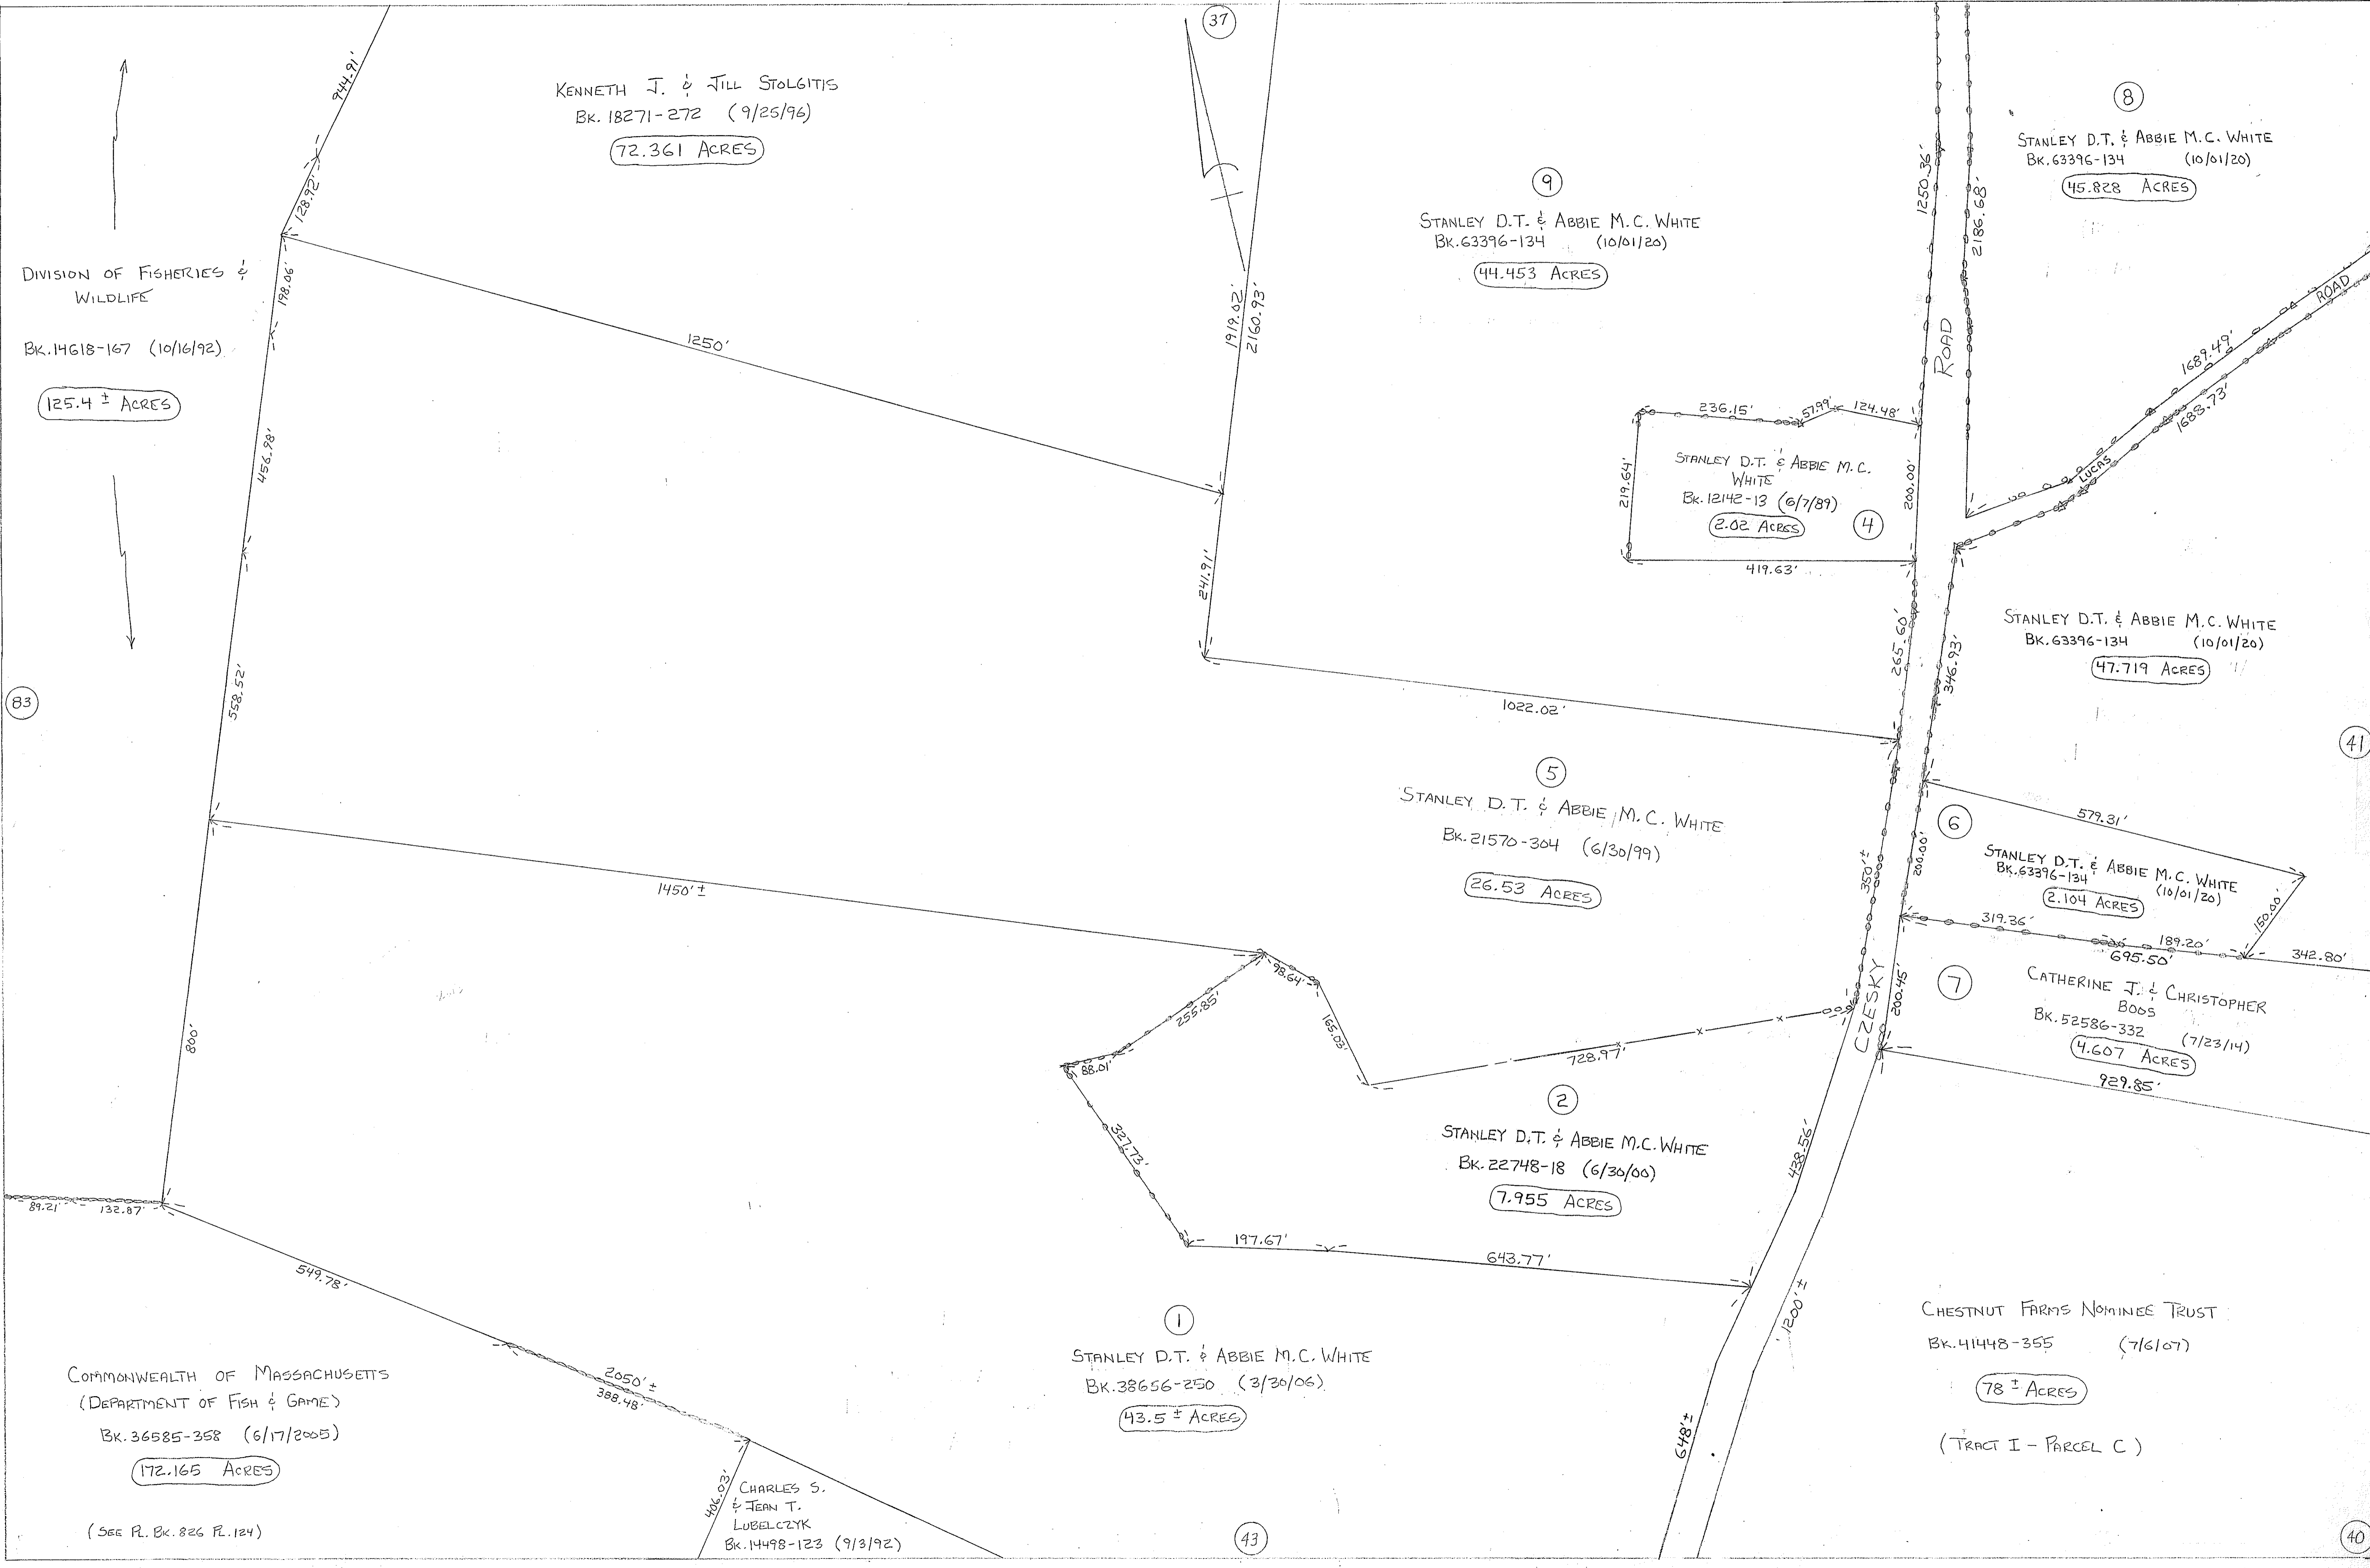 37
944.91'
KENNETH J. & JILL STOLGITIS
BK. 18271-272 (9/25/96)
72.361 ACRES
128.92'
198.06'
DIVISION OF FISHERIES &
WILDLIFE
BK.14618-167 (10/16/92)
125.4 ± ACRES
1250'
456.98'
558.52'
83
1919.02'
2160.93'
241.91'
9
STANLEY D.T. & ABBIE M.C. WHITE
BK.63396-134 (10/01/20)
44.453 ACRES
1250.36'
2186.68'
ROAD
8
STANLEY D.T. & ABBIE M.C. WHITE
BK.63396-134 (10/01/20)
45.828 ACRES
ROAD
LUCAS
1689.49'
1688.73'
236.15'
57.99'
124.48'
219.64'
STANLEY D.T. & ABBIE M.C.
WHITE
BK.12142-13 (6/7/89)
2.02 ACRES
4
200.00'
419.63'
265.60'
346.93'
STANLEY D.T. & ABBIE M.C. WHITE
BK.63396-134 (10/01/20)
47.719 ACRES
41
1022.02'
5
STANLEY D.T. & ABBIE M.C. WHITE
BK.21570-304 (6/30/99)
26.53 ACRES
350'±
200.00'
579.31'
6
STANLEY D.T. & ABBIE M.C. WHITE
BK.63396-134 (10/01/20)
2.104 ACRES
150.00'
319.36'
189.20'
695.50'
342.80'
7
CATHERINE J. & CHRISTOPHER
BOOS
BK.52586-332 (7/23/14)
4.607 ACRES
929.85'
CZESKY
200.45'
1450'±
800'
98.64'
255.85'
88.01'
165.03'
728.97'
327.73'
2
STANLEY D.T. & ABBIE M.C. WHITE
BK.22748-18 (6/30/00)
7.955 ACRES
438.56'
197.67'
643.77'
89.21'
132.87'
549.78'
2050'±
388.48'
1
STANLEY D.T. & ABBIE M.C. WHITE
BK.38656-250 (3/30/06)
43.5 ± ACRES
648'±
1200'±
CHESTNUT FARMS NOMINEE TRUST
BK.41448-355 (7/6/07)
78 ± ACRES
(TRACT I - PARCEL C)
COMMONWEALTH OF MASSACHUSETTS
(DEPARTMENT OF FISH & GAME)
BK.36585-358 (6/17/2005)
172.165 ACRES
(SEE PL. BK. 826 PL. 124)
406.03'
CHARLES S.
& JEAN T.
LUBELCZYK
BK.14498-123 (9/3/92)
43
40